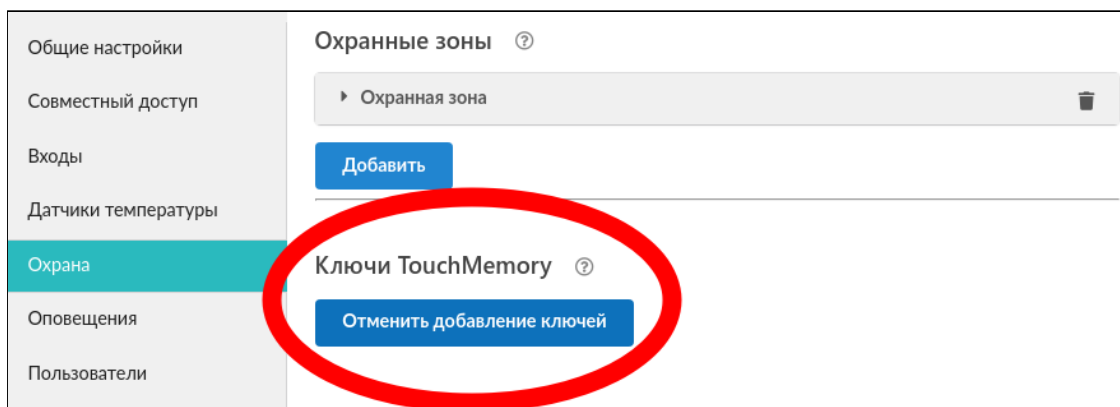 Общие настройки
Совместный доступ
Входы
Датчики температуры
Охрана
Оповещения
Пользователи
Охранные зоны ?
Охранная зона
Добавить
Ключи TouchMemory ?
Отменить добавление ключей